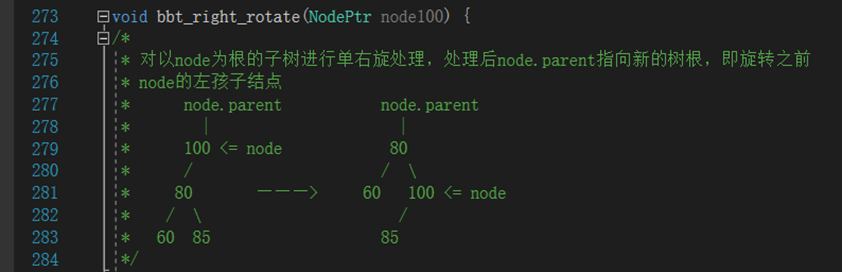 273 void bbt_right_rotate(NodePtr node100) {
274 /*
275 * 对以node为根的子树进行单右旋处理，处理后node.parent指向新的树根，即旋转之前
276 * node的左孩子结点
277 *       node.parent            node.parent
278 *         |                      |
279 *       100 <= node             80
280 *       /                      /  \
281 *      80       --->     60   100 <= node
282 *     /  \                       /
283 *   60  85                    85
284 */